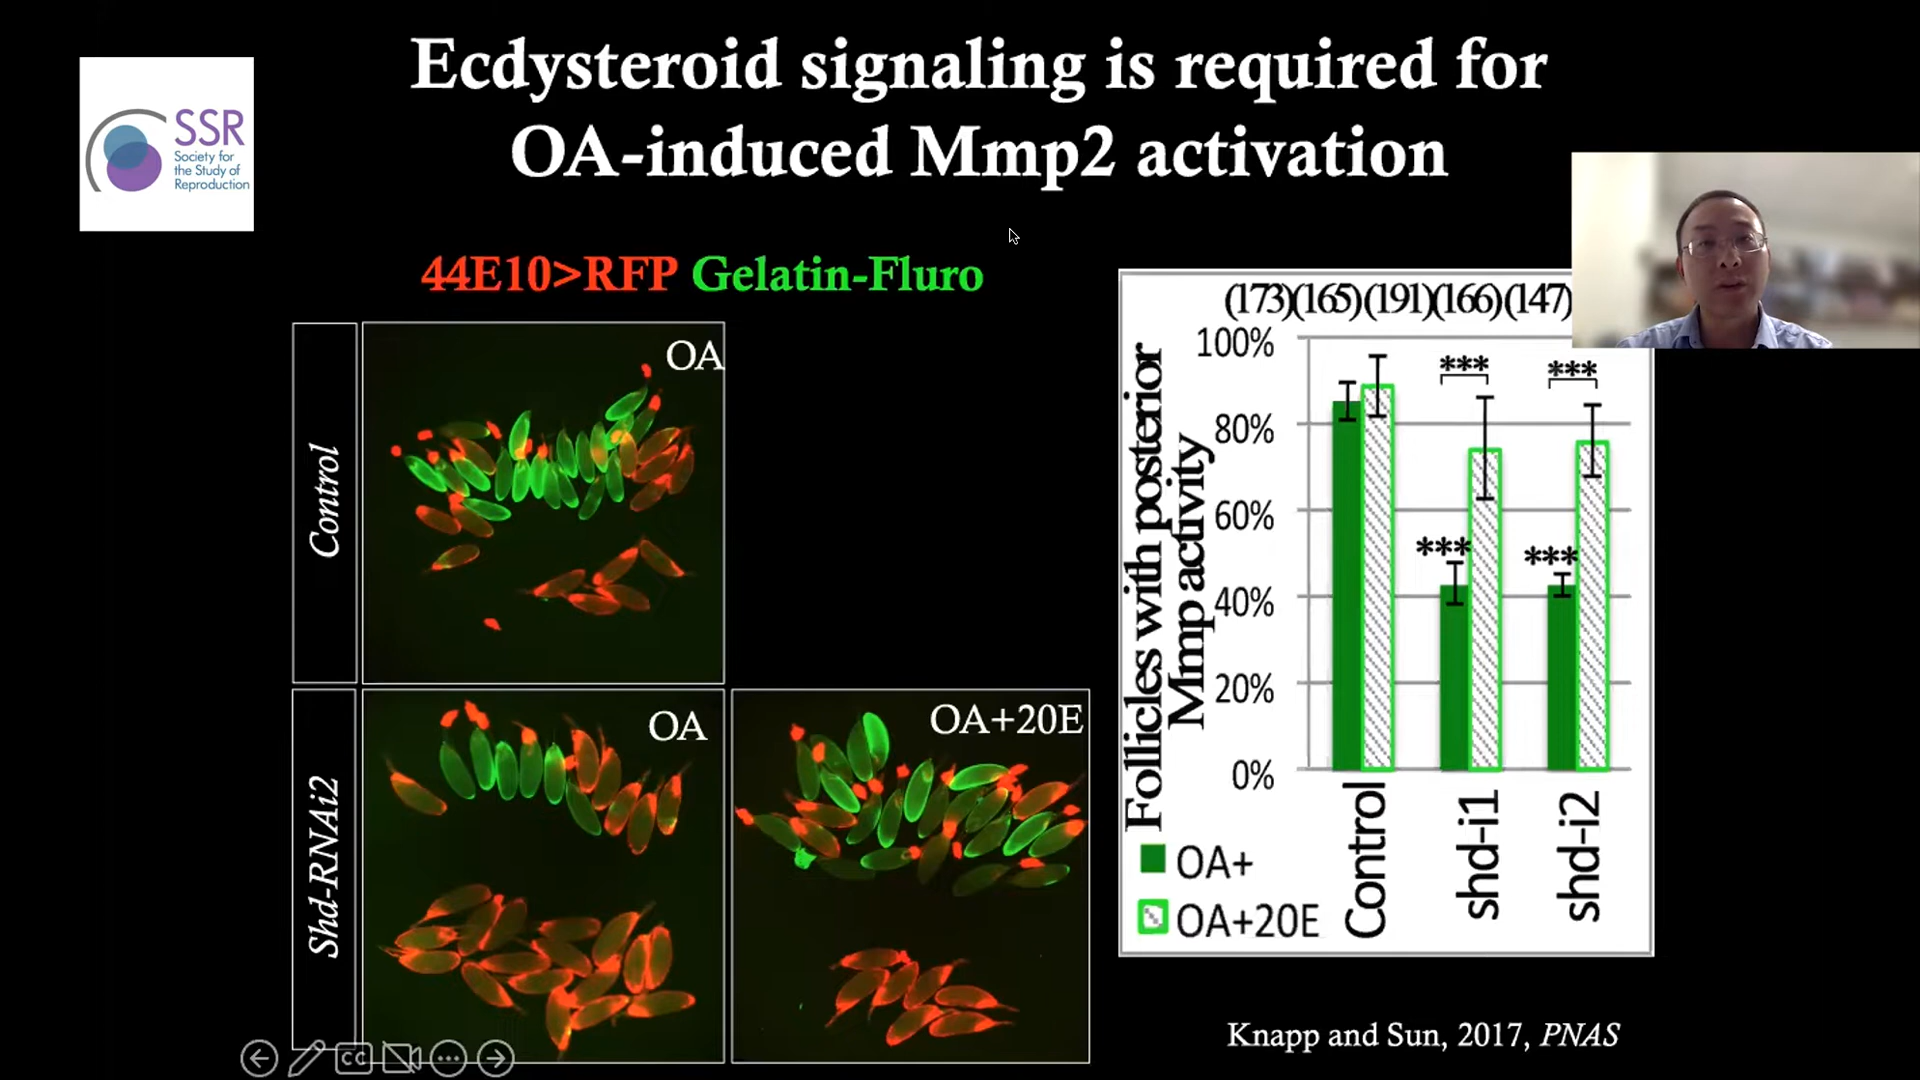 Ecdysteroid signaling is required for
OA-induced Mmp2 activation
SSR
Society for
the Study of
Reproduction
44E10>RFP Gelatin-Fluro
Control
OA
Shd-RNAi2
OA
OA+20E
(173)(165)(191)(166)(147)
Follicles with posterior
Mmp activity
100%
80%
60%
40%
20%
0%
*** ***
*** ***
Control
shd-i1
shd-i2
OA+
OA+20E
Knapp and Sun, 2017, PNAS
CC